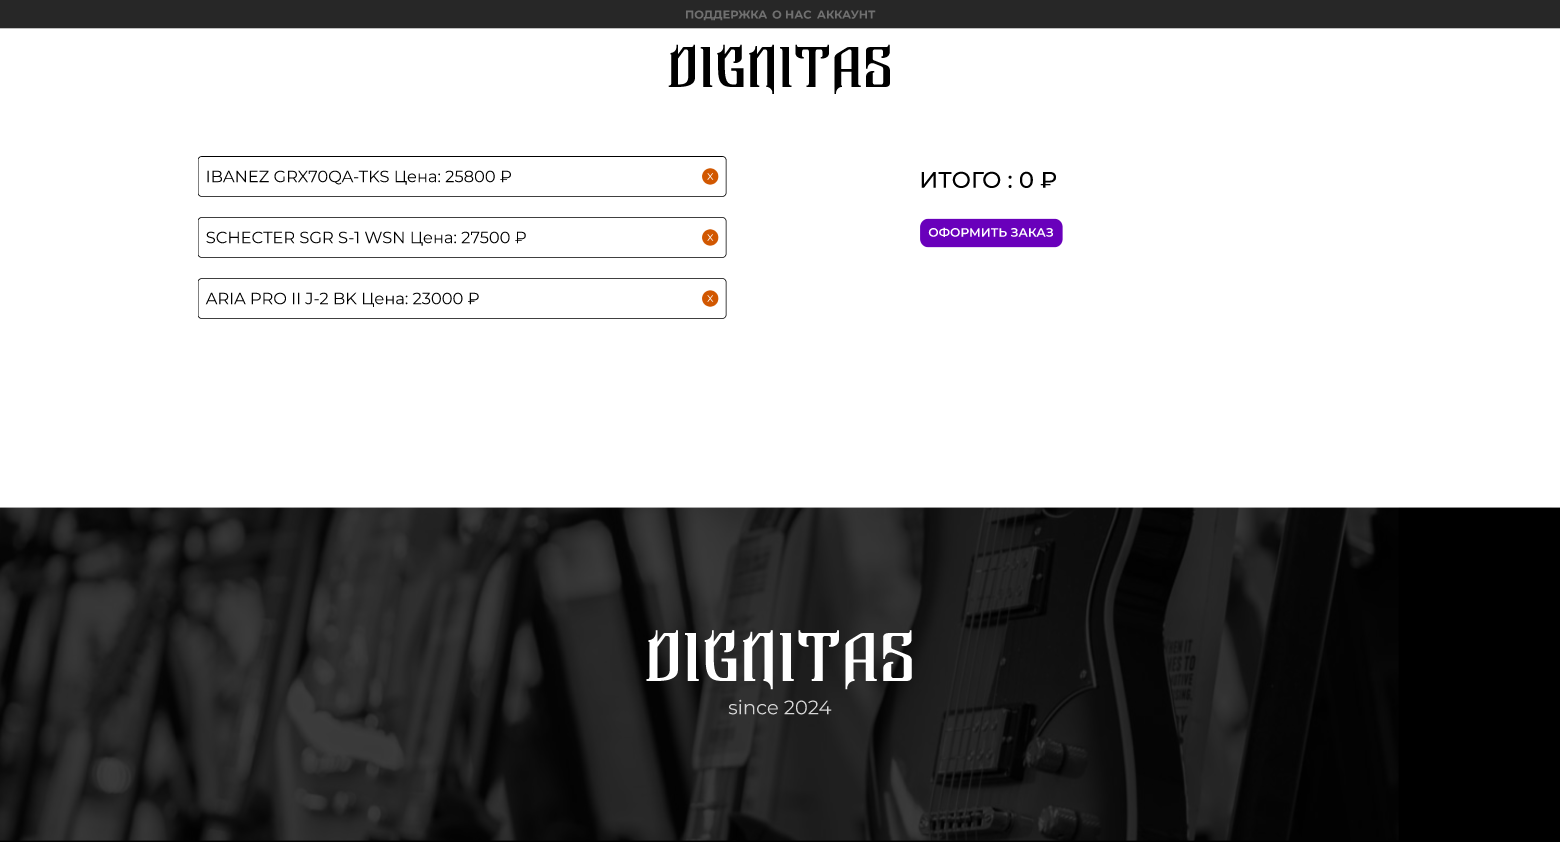 ПОДДЕРЖКА О НАС АККАУНТ
DIGNITAS
IBANEZ GRX70QA-TKS Цена: 25800 ₽ X
SCHECTER SGR S-1 WSN Цена: 27500 ₽ X
ARIA PRO II J-2 BK Цена: 23000 ₽ X
ИТОГО : 0 ₽
ОФОРМИТЬ ЗАКАЗ
DIGNITAS
since 2024